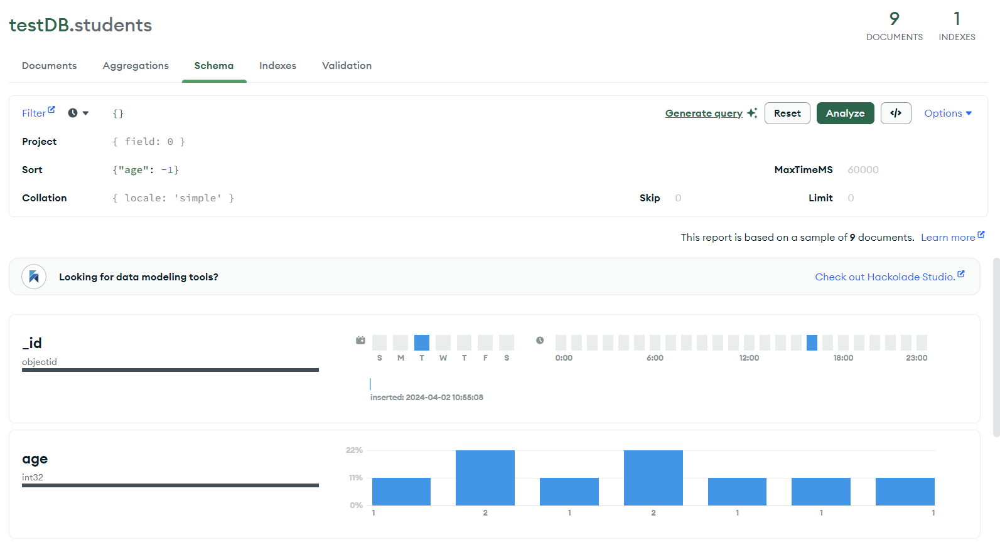 testDB.students
9
DOCUMENTS
1
INDEXES
Documents Aggregations Schema Indexes Validation
Filter {} Generate query Reset Analyze </> Options
Project { field: 0 }
Sort {"age": -1} MaxTimeMS 60000
Collation { locale: 'simple' } Skip 0 Limit 0
This report is based on a sample of 9 documents. Learn more
Looking for data modeling tools? Check out Hackolade Studio.
_id
objectid
S M T W T F S
0:00 6:00 12:00 18:00 23:00
inserted: 2024-04-02 10:55:08
age
int32
22%
11%
0%
1 2 1 2 1 1 1